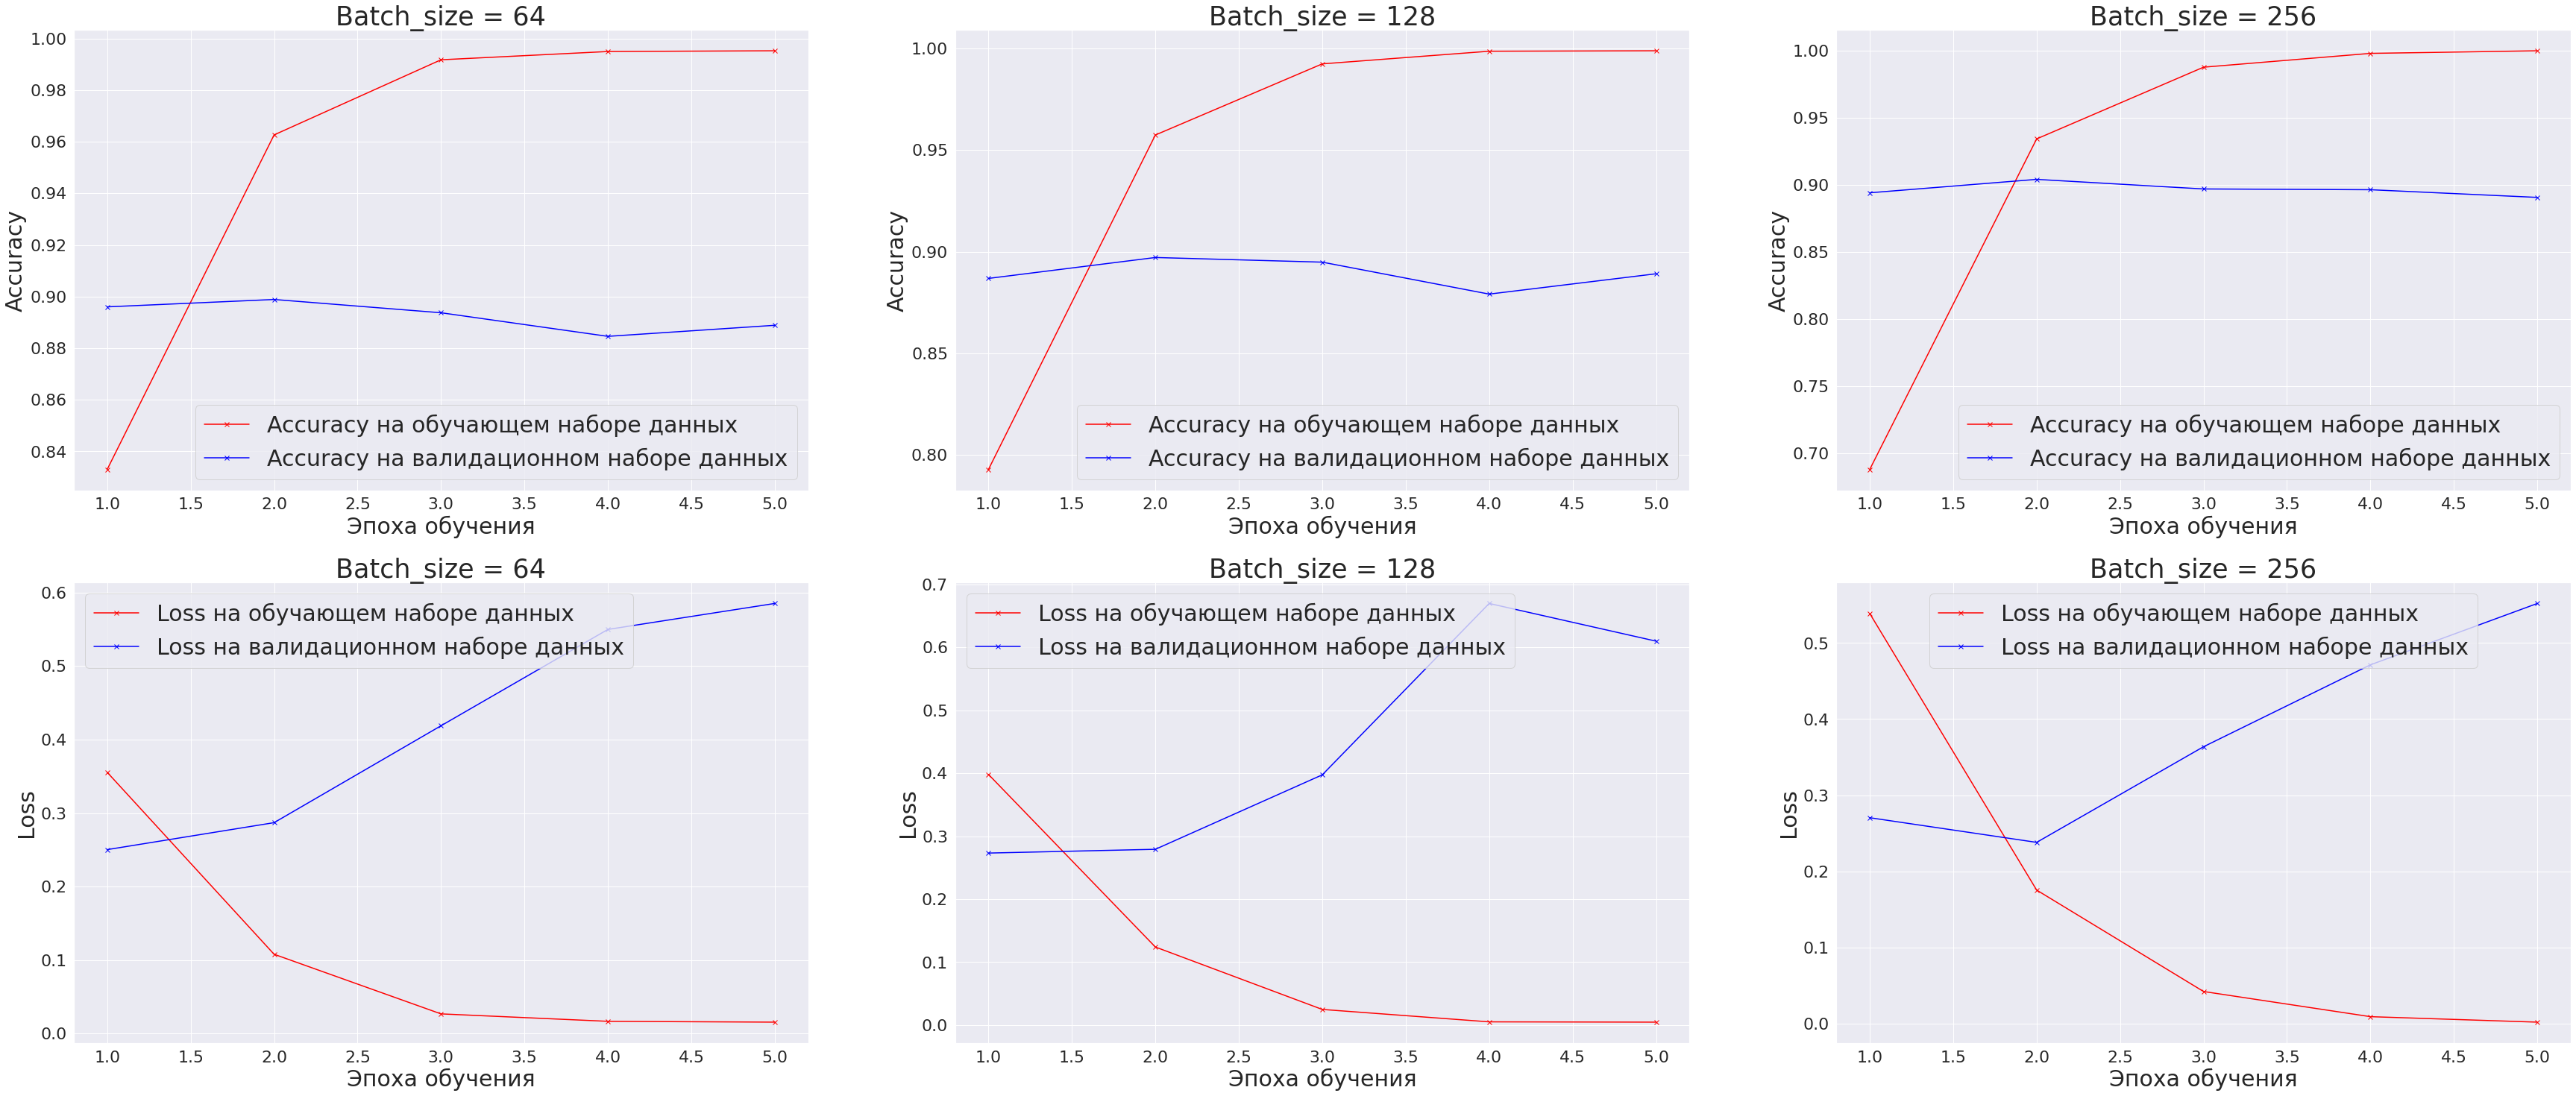 Batch_size = 64
1.00
0.98
0.96
0.94
0.92
0.90
0.88
0.86
0.84
Accuracy
Accuracy на обучающем наборе данных
Accuracy на валидационном наборе данных
1.0 1.5 2.0 2.5 3.0 3.5 4.0 4.5 5.0
Эпоха обучения
Batch_size = 128
1.00
0.95
0.90
0.85
0.80
Accuracy
Accuracy на обучающем наборе данных
Accuracy на валидационном наборе данных
1.0 1.5 2.0 2.5 3.0 3.5 4.0 4.5 5.0
Эпоха обучения
Batch_size = 256
1.00
0.95
0.90
0.85
0.80
0.75
0.70
Accuracy
Accuracy на обучающем наборе данных
Accuracy на валидационном наборе данных
1.0 1.5 2.0 2.5 3.0 3.5 4.0 4.5 5.0
Эпоха обучения
Batch_size = 64
0.6
0.5
0.4
0.3
0.2
0.1
0.0
Loss
Loss на обучающем наборе данных
Loss на валидационном наборе данных
1.0 1.5 2.0 2.5 3.0 3.5 4.0 4.5 5.0
Эпоха обучения
Batch_size = 128
0.7
0.6
0.5
0.4
0.3
0.2
0.1
0.0
Loss
Loss на обучающем наборе данных
Loss на валидационном наборе данных
1.0 1.5 2.0 2.5 3.0 3.5 4.0 4.5 5.0
Эпоха обучения
Batch_size = 256
0.5
0.4
0.3
0.2
0.1
0.0
Loss
Loss на обучающем наборе данных
Loss на валидационном наборе данных
1.0 1.5 2.0 2.5 3.0 3.5 4.0 4.5 5.0
Эпоха обучения